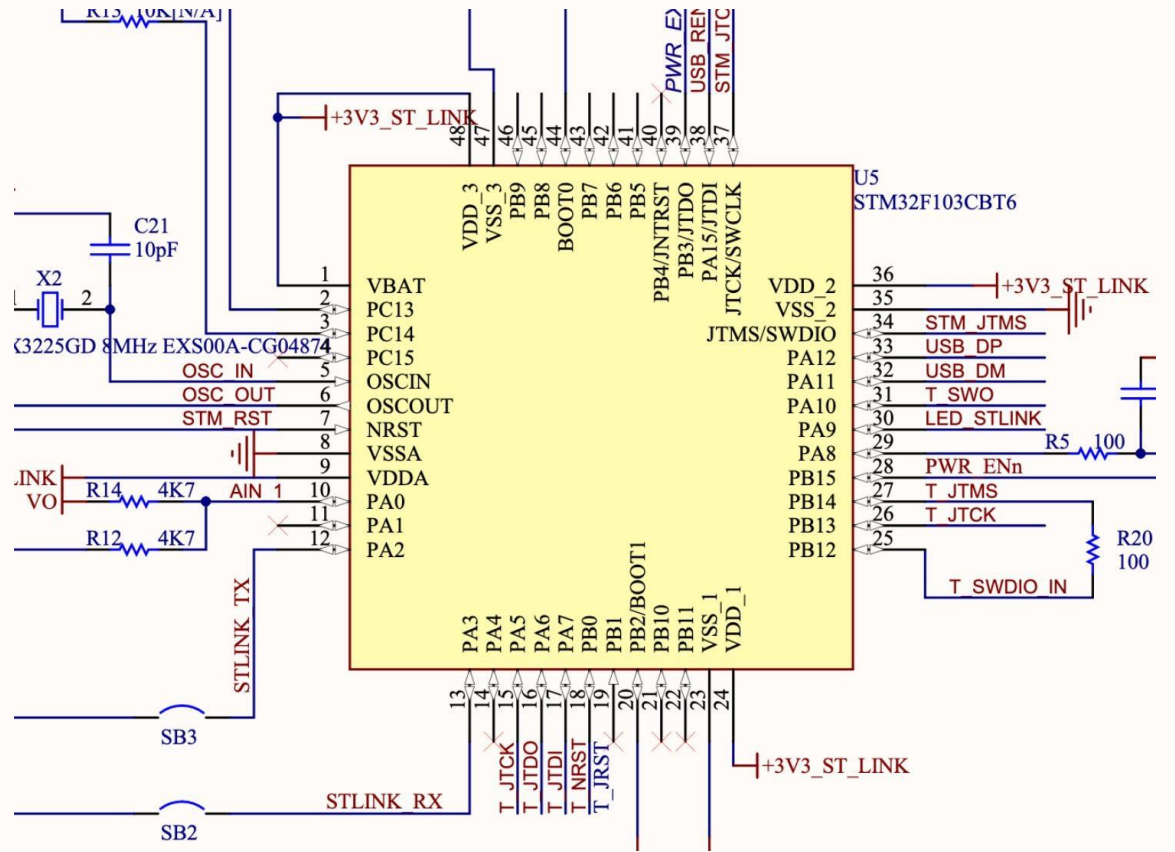 R13 10K[N/A]
PWR_EX
USB_REN
STM_JTC
+3V3_ST_LINK
48
47
46
45
44
43
42
41
40
39
38
37
VDD_3
VSS_3
PB9
PB8
BOOT0
PB7
PB6
PB5
PB4/JNTRST
PB3/JTDO
PA15/JTDI
JTCK/SWCLK
U5
STM32F103CBT6
C21
10pF
X2
1
2
X3225GD 8MHz EXS00A-CG04874
OSC_IN
OSC_OUT
STM_RST
LINK
VO
R14 4K7
AIN_1
R12 4K7
1 VBAT
2 PC13
3 PC14
4 PC15
5 OSCIN
6 OSCOUT
7 NRST
8 VSSA
9 VDDA
10 PA0
11 PA1
12 PA2
VDD_2 36 +3V3_ST_LINK
VSS_2 35
JTMS/SWDIO 34 STM_JTMS
PA12 33 USB_DP
PA11 32 USB_DM
PA10 31 T_SWO
PA9 30 LED_STLINK
PA8 29 R5 100
PB15 28 PWR_ENn
PB14 27 T_JTMS
PB13 26 T_JTCK
PB12 25
R20
100
T_SWDIO_IN
PA3
PA4
PA5
PA6
PA7
PB0
PB1
PB2/BOOT1
PB10
PB11
VSS_1
VDD_1
13
14
15
16
17
18
19
20
21
22
23
24
STLINK_TX
SB3
STLINK_RX
SB2
T_JTCK
T_JTDO
T_JTDI
T_NRST
T_JRST
+3V3_ST_LINK